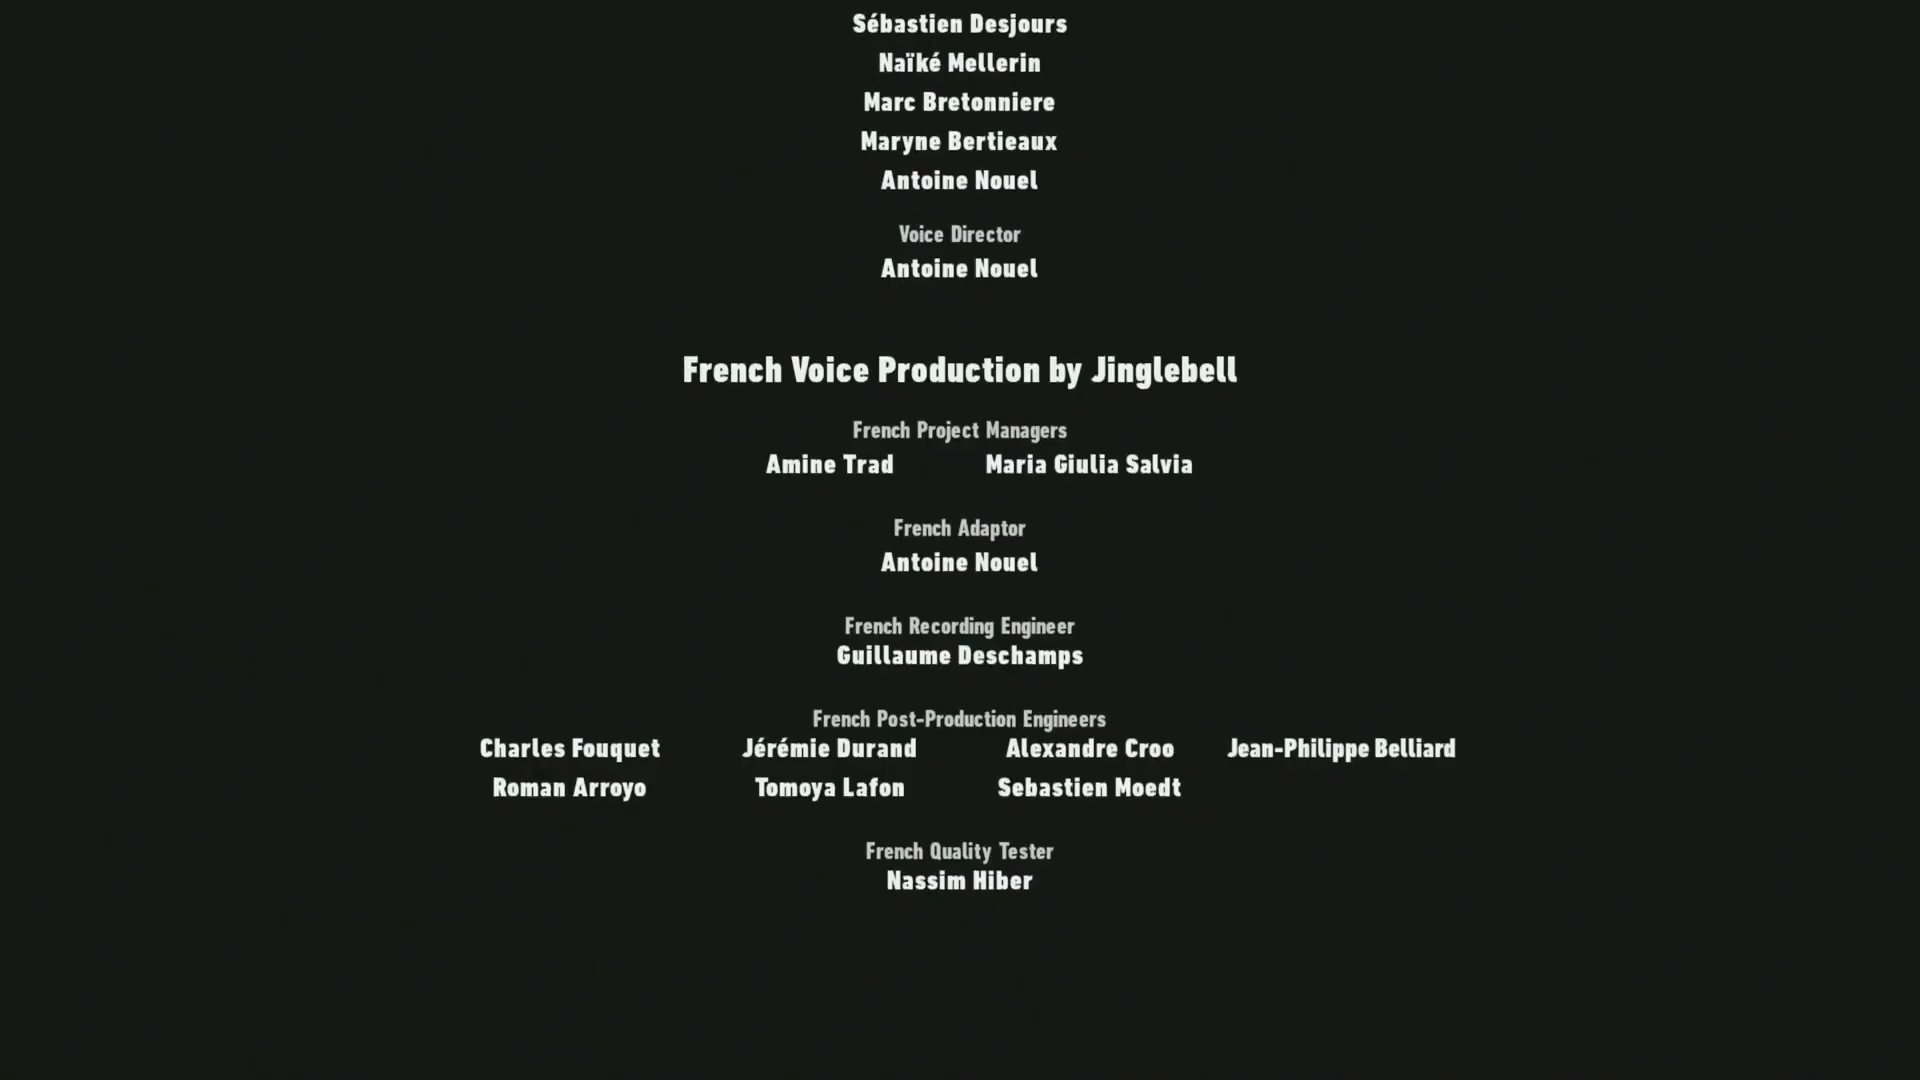 Sébastien Desjours
Naïké Mellerin
Marc Bretonniere
Maryne Bertieaux
Antoine Nouel
Voice Director
Antoine Nouel
French Voice Production by Jinglebell
French Project Managers
Amine Trad Maria Giulia Salvia
French Adaptor
Antoine Nouel
French Recording Engineer
Guillaume Deschamps
French Post-Production Engineers
Charles Fouquet Jérémie Durand Alexandre Croo Jean-Philippe Belliard
Roman Arroyo Tomoya Lafon Sebastien Moedt
French Quality Tester
Nassim Hiber